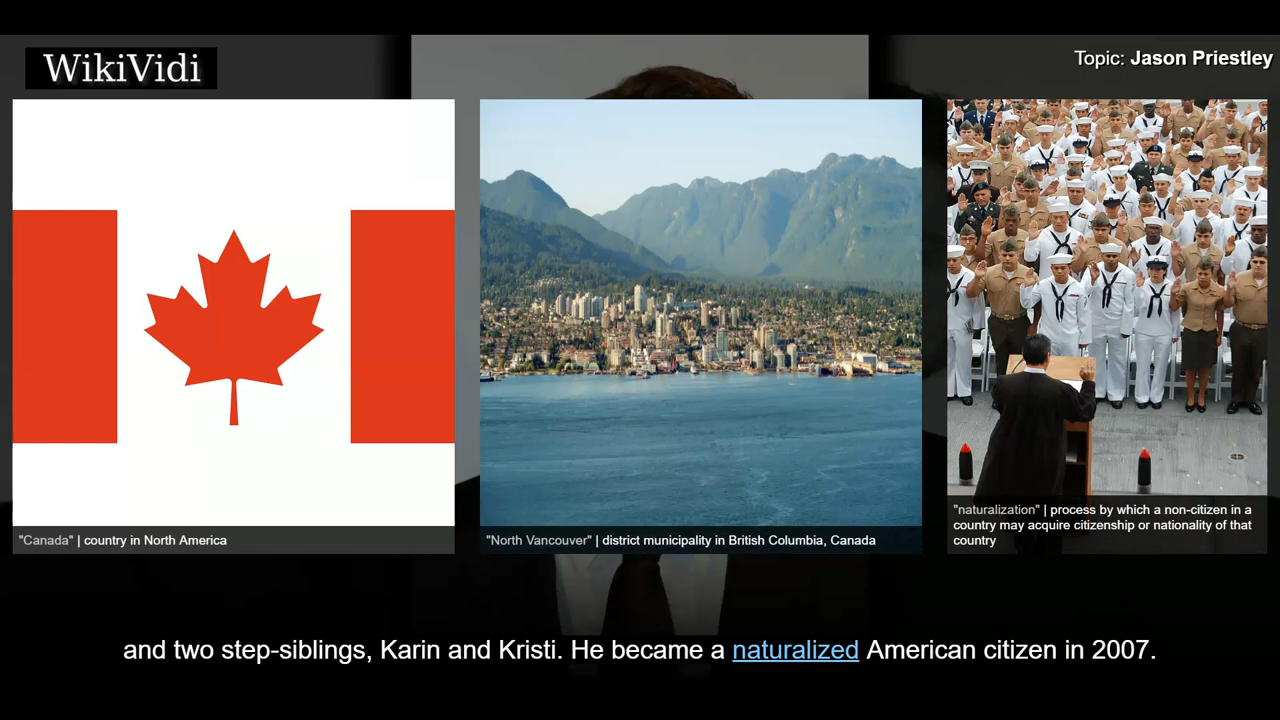 WikiVidi
Topic: Jason Priestley
"Canada" | country in North America
"North Vancouver" | district municipality in British Columbia, Canada
"naturalization" | process by which a non-citizen in a
country may acquire citizenship or nationality of that
country
and two step-siblings, Karin and Kristi. He became a naturalized American citizen in 2007.